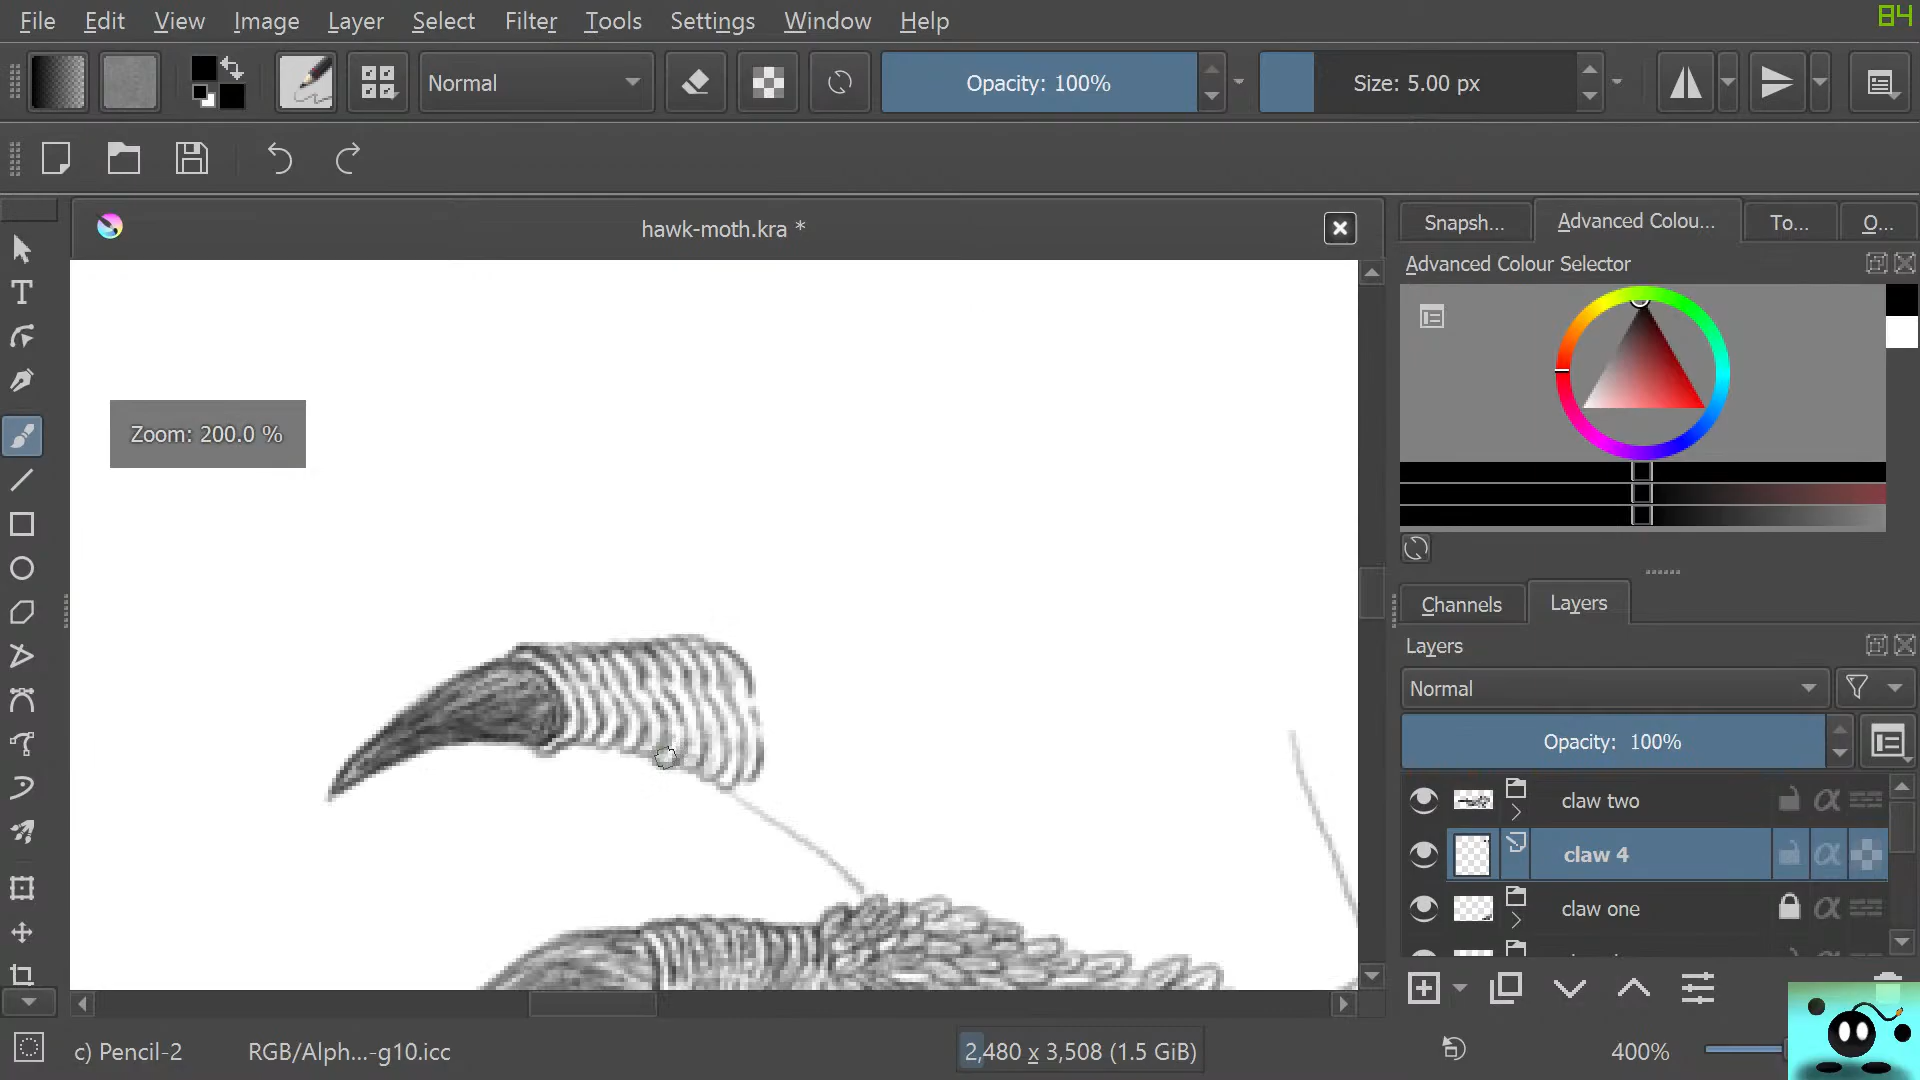 File Edit View Image Layer Select Filter Tools Settings Window Help
84
Normal
Opacity: 100%
Size: 5.00 px
hawk-moth.kra *
Snapsh...
Advanced Colou...
To...
O...
Advanced Colour Selector
Zoom: 200.0 %
Channels
Layers
Layers
Normal
Opacity: 100%
claw two
claw 4
claw one
c) Pencil-2
RGB/Alph...-g10.icc
2,480 x 3,508 (1.5 GiB)
400%